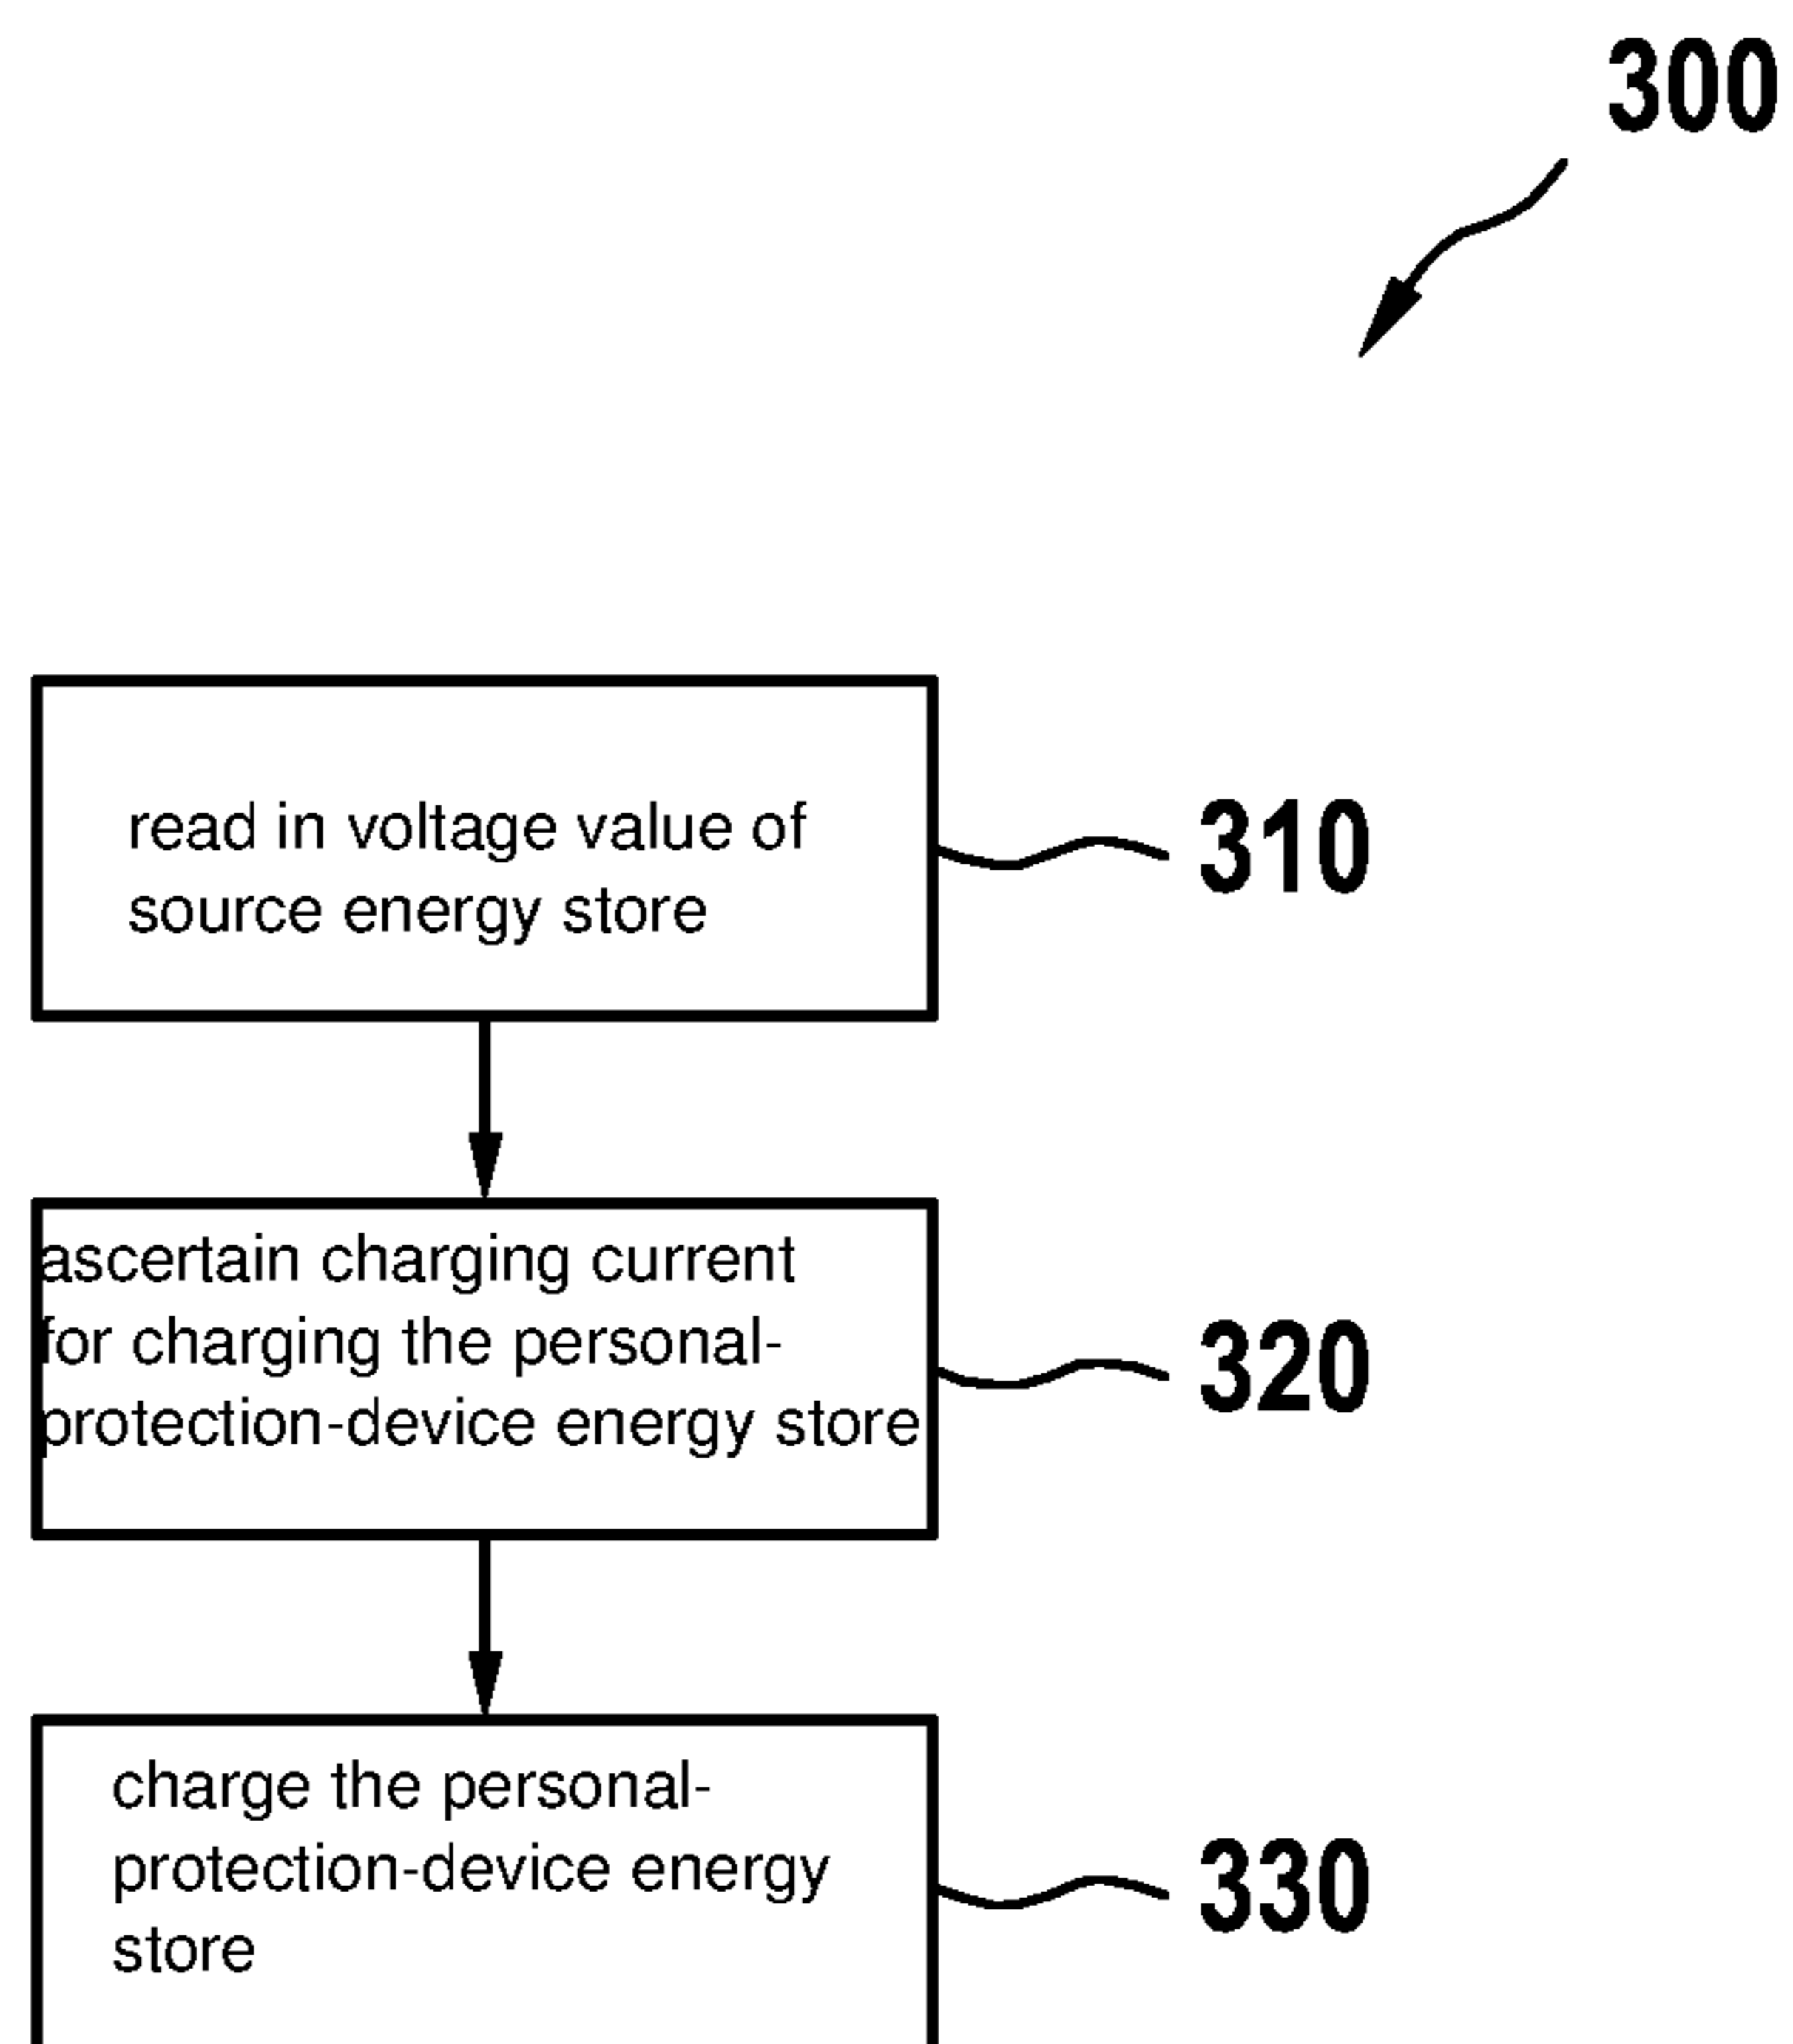 300
read in voltage value of
source energy store
310
ascertain charging current
for charging the personal-
protection-device energy store
320
charge the personal-
protection-device energy
store
330